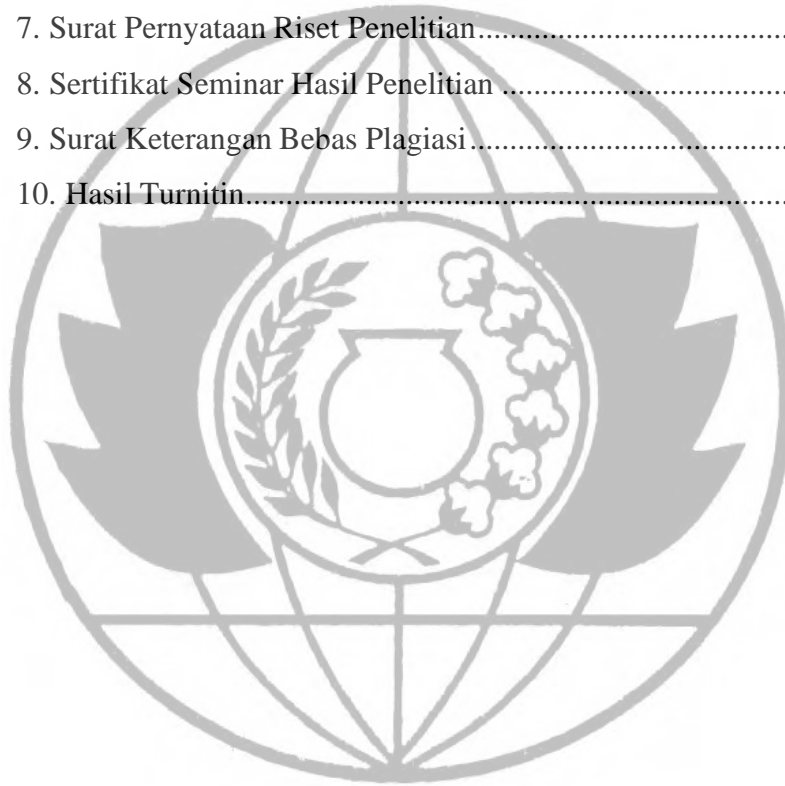 7. Surat Pernyataan Riset Penelitian.......................................
8. Sertifikat Seminar Hasil Penelitian ....................................
9. Surat Keterangan Bebas Plagiasi........................................
10. Hasil Turnitin...................................................................